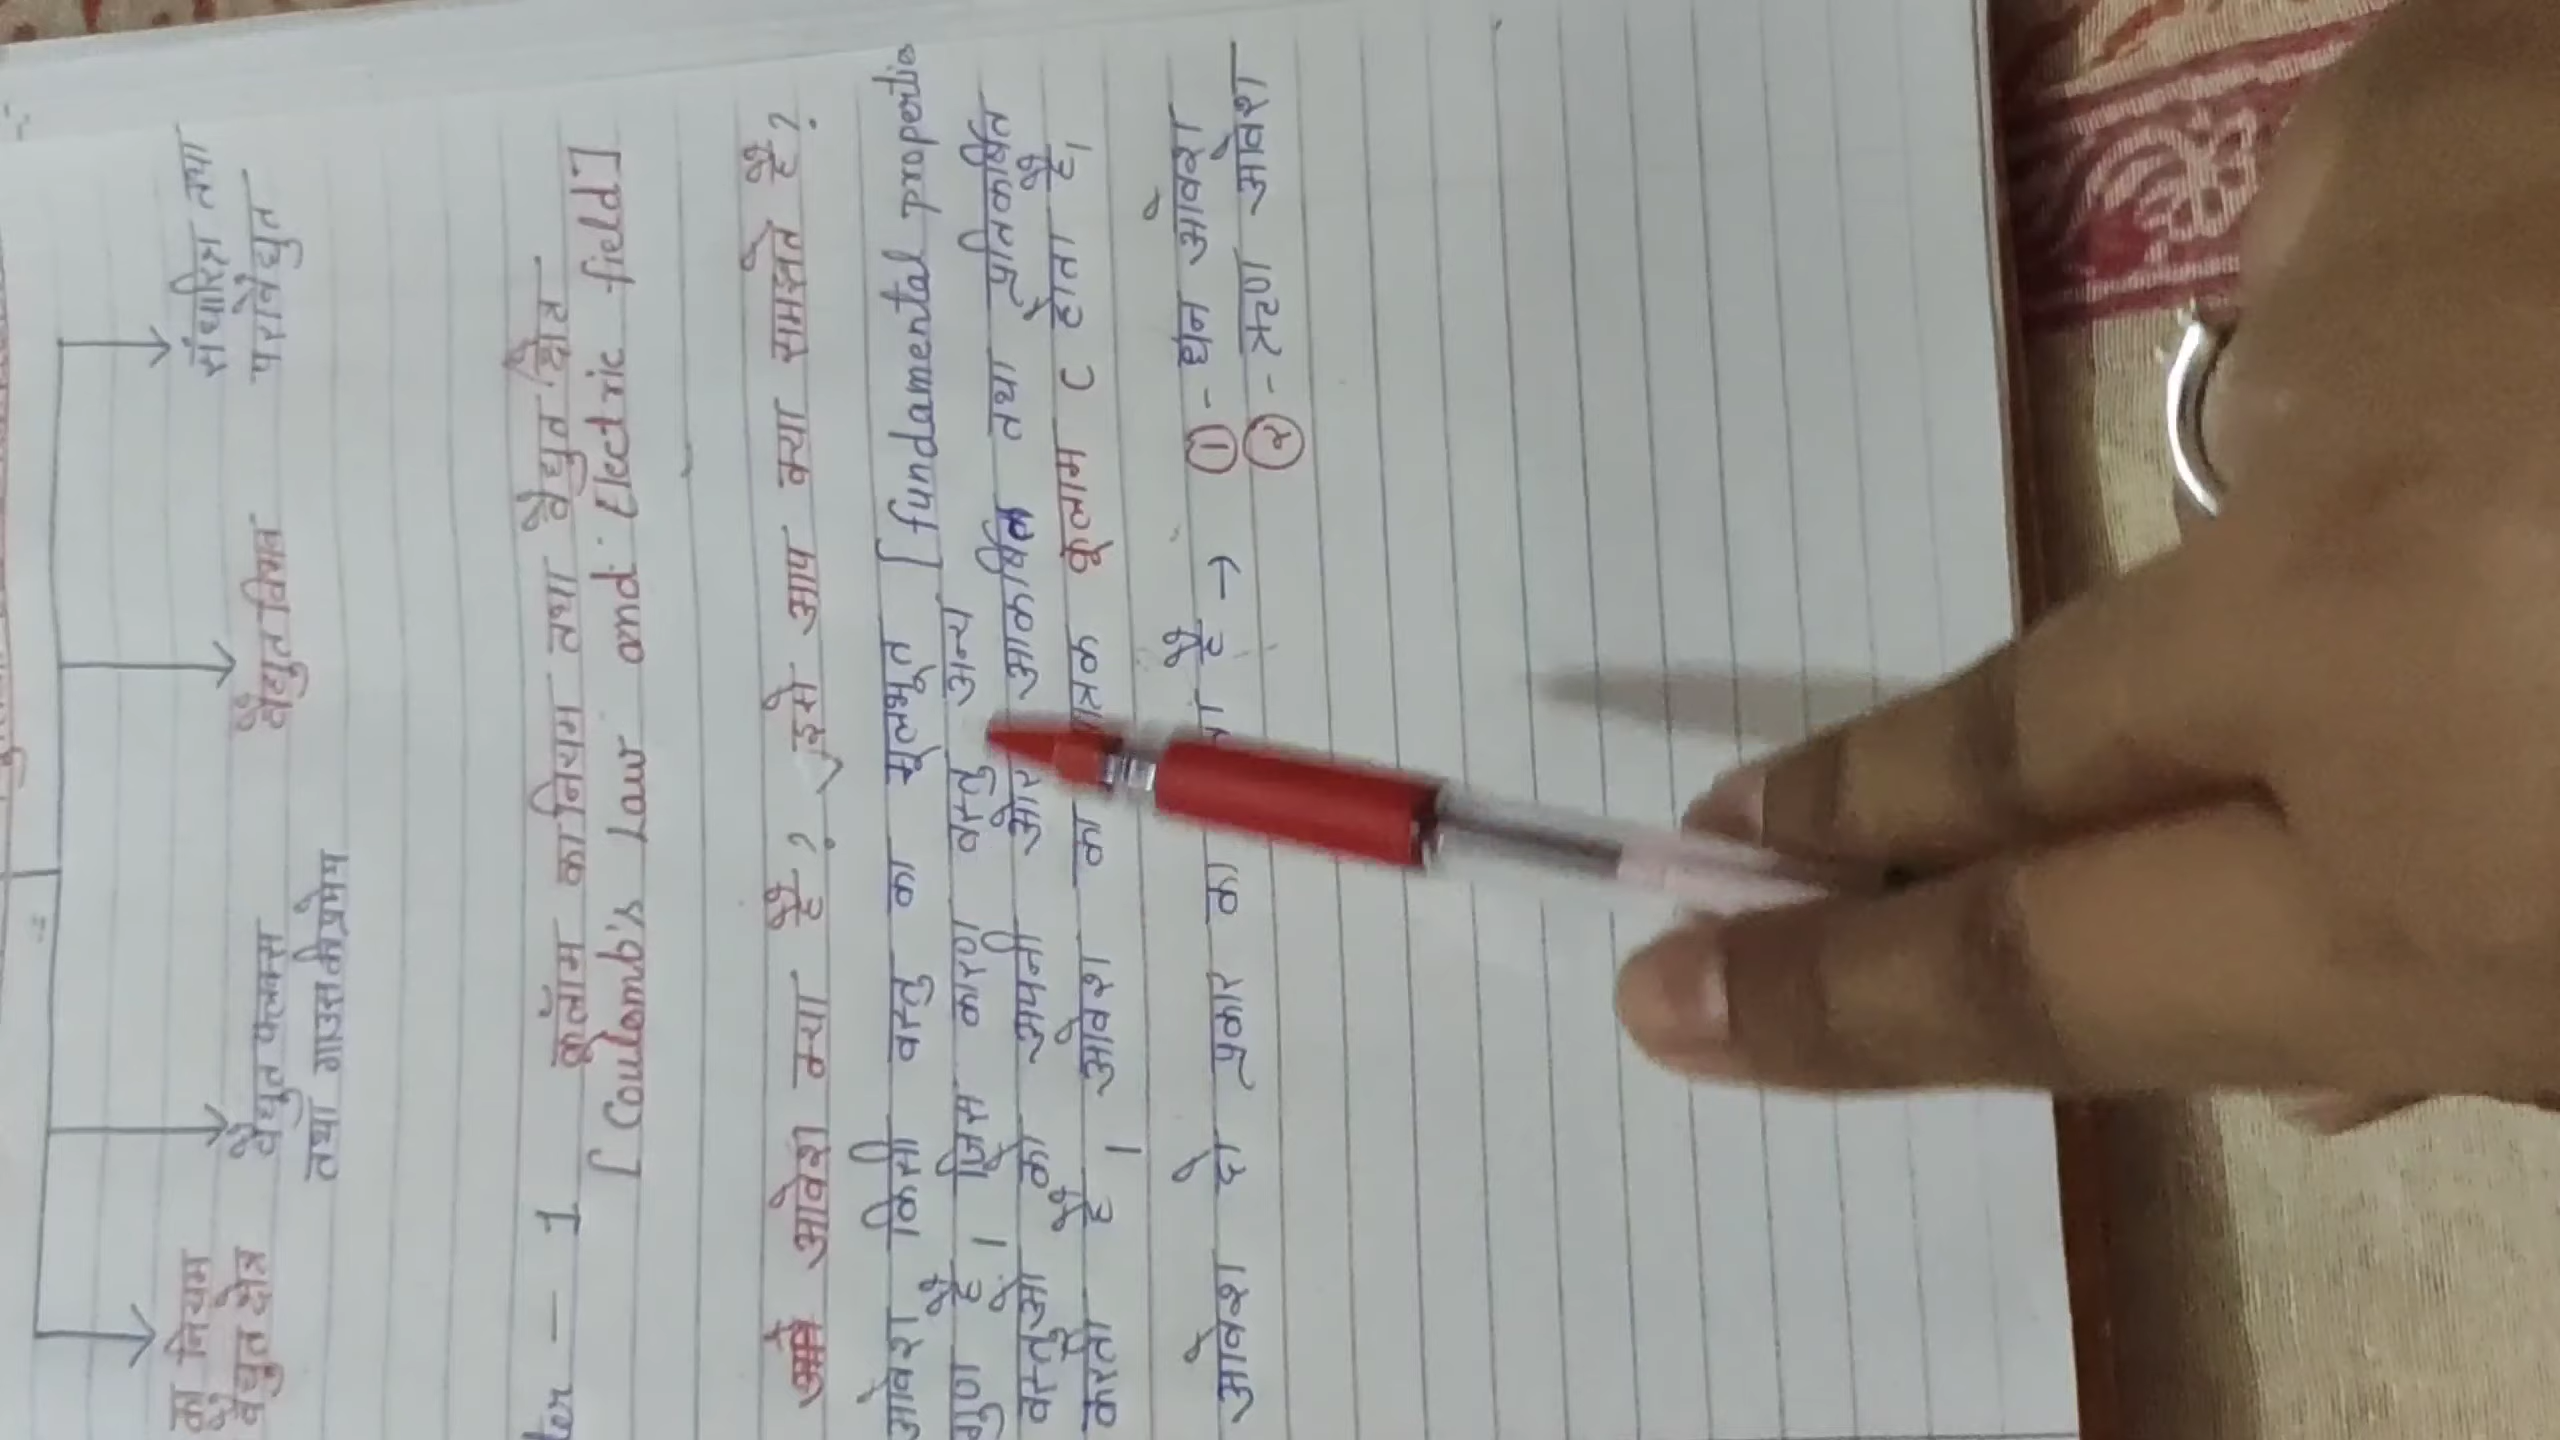 संधारित्र तथा
परावैद्युत
वैद्युत विभव
वैद्युत फ्लक्स
तथा गाउस की प्रमेय
का नियम
वैद्युत क्षेत्र
ter - 1 कूलॉम का नियम तथा वैद्युत क्षेत्र
[Coulomb's Law and Electric field]
आवेश क्या है? इसे आप क्या समझते है?
आवेश किसी वस्तु का मूलभूत [fundamental propertie
गुण है। जिस कारण वस्तु अन्य
वस्तुओं को अपनी ओर आकर्षित तथा प्रतिकर्षित
करती है। आवेश का मात्रक कूलाम C होता है।
आवेश दो प्रकार का है → ① - धन आवेश
② - ऋण आवेश